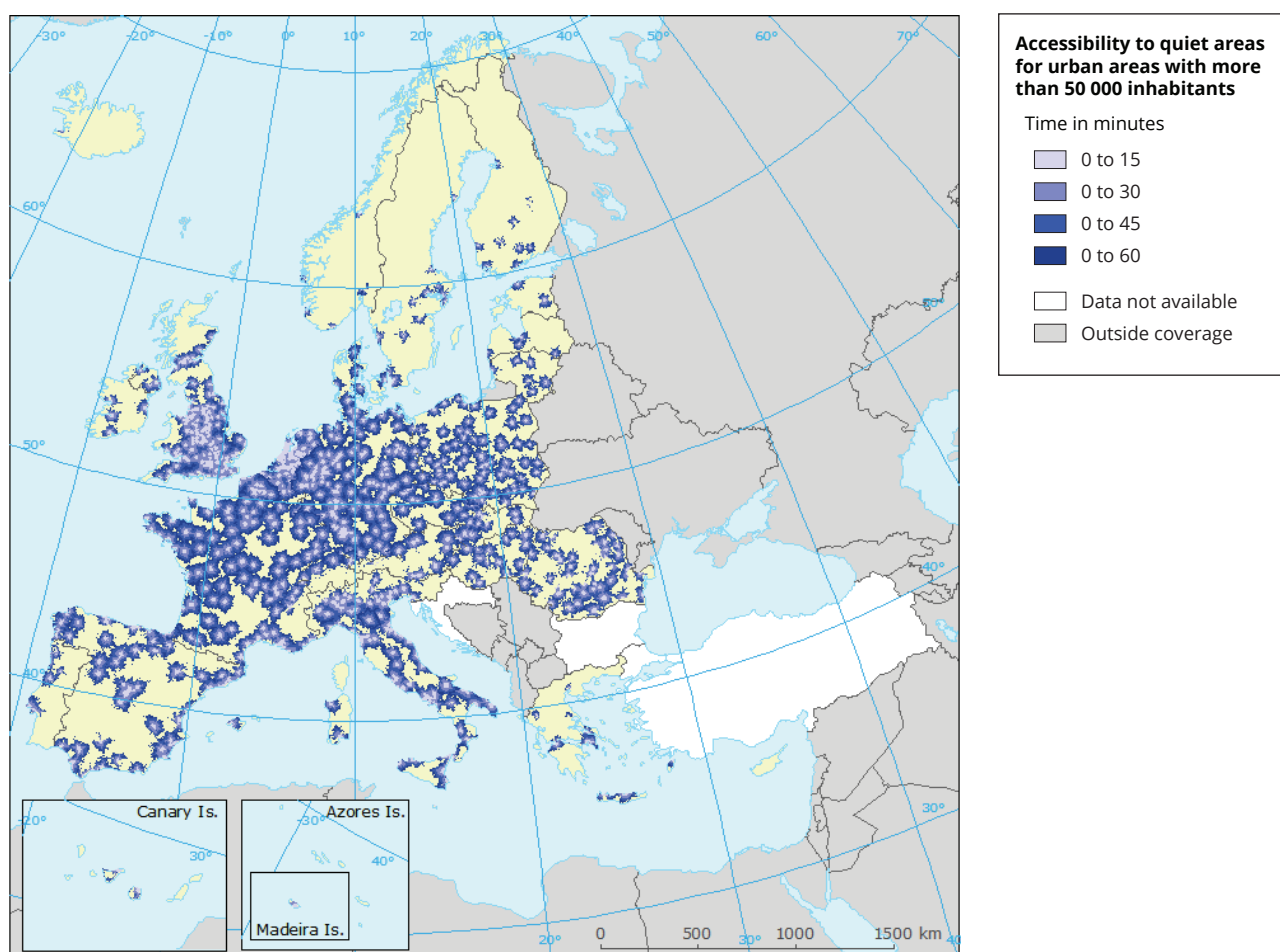 -30°
-20°
-10°
0°
10°
20°
30°
40°
50°
60°
70°
60°
50°
40°
50°
40°
30°
20°
30°
40
Canary Is.
-20°
30°
Azores Is.
-30°
40°
Madeira Is.
0 500 1000 1500 km
Accessibility to quiet areas
for urban areas with more
than 50 000 inhabitants
Time in minutes
0 to 15
0 to 30
0 to 45
0 to 60
Data not available
Outside coverage